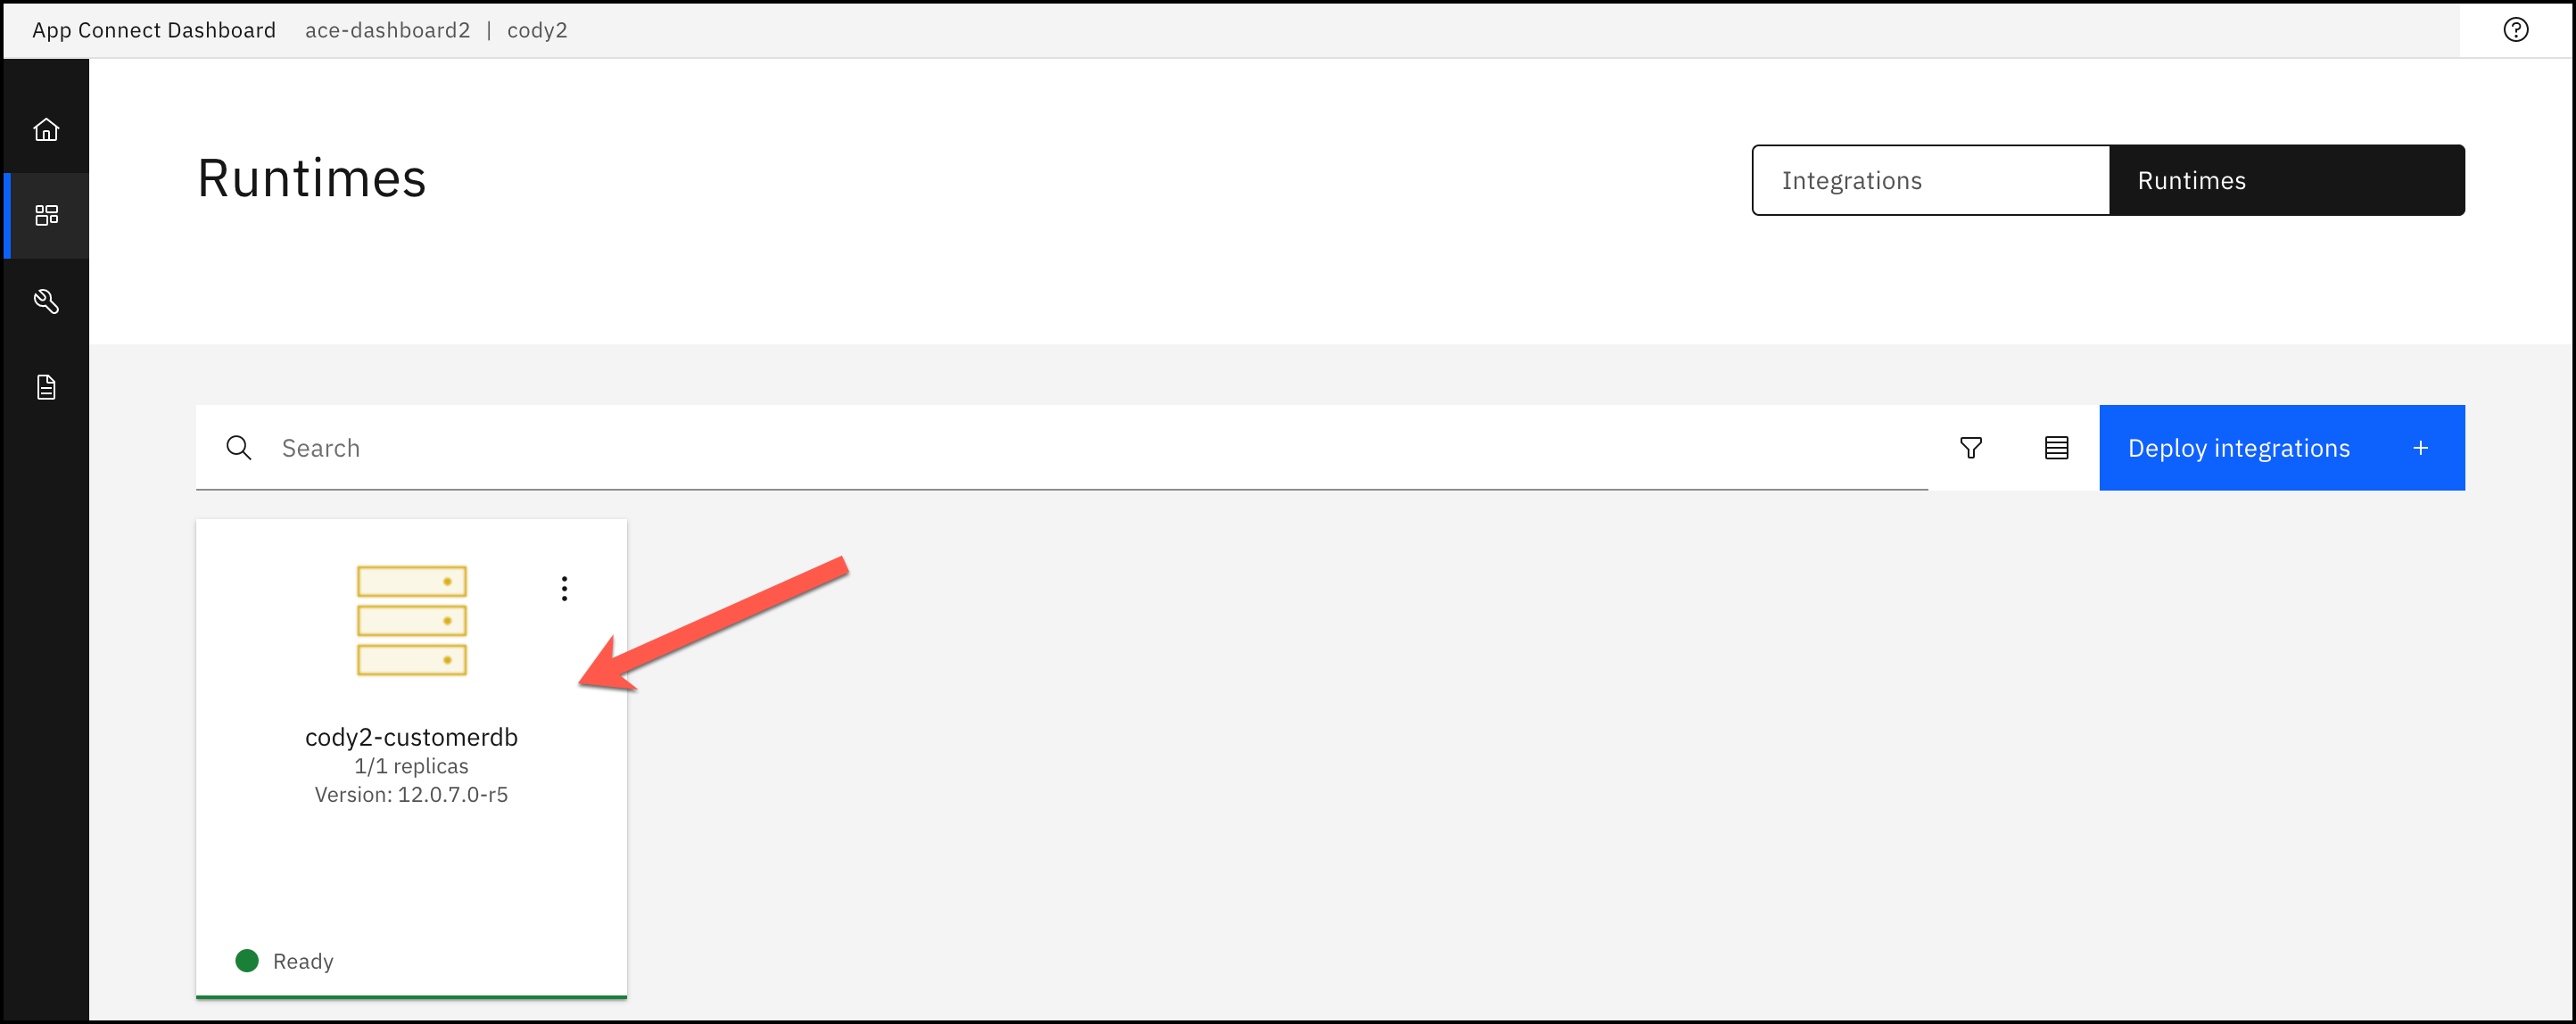 App Connect Dashboard ace-dashboard2 | cody2
Runtimes
Integrations
Runtimes
Search
Deploy integrations +
cody2-customerdb
1/1 replicas
Version: 12.0.7.0-r5
Ready